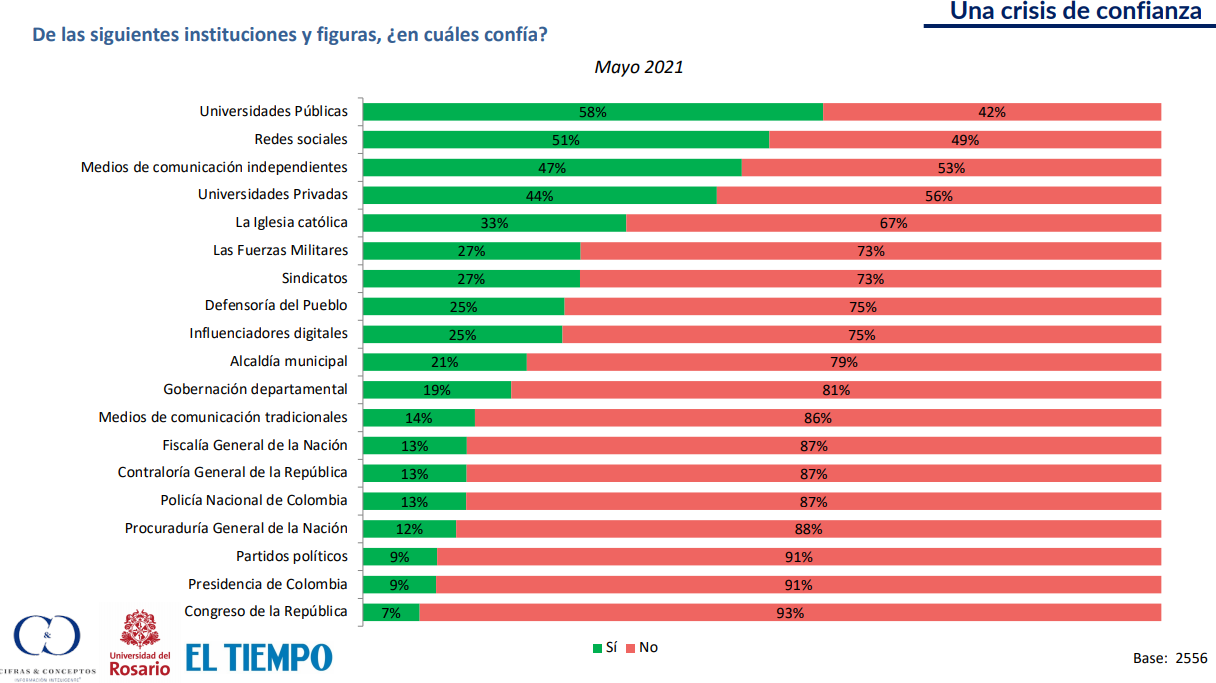 Una crisis de confianza
De las siguientes instituciones y figuras, ¿en cuáles confía?
Mayo 2021
Universidades Públicas 58% 42%
Redes sociales 51% 49%
Medios de comunicación independientes 47% 53%
Universidades Privadas 44% 56%
La Iglesia católica 33% 67%
Las Fuerzas Militares 27% 73%
Sindicatos 27% 73%
Defensoría del Pueblo 25% 75%
Influenciadores digitales 25% 75%
Alcaldía municipal 21% 79%
Gobernación departamental 19% 81%
Medios de comunicación tradicionales 14% 86%
Fiscalía General de la Nación 13% 87%
Contraloría General de la República 13% 87%
Policía Nacional de Colombia 13% 87%
Procuraduría General de la Nación 12% 88%
Partidos políticos 9% 91%
Presidencia de Colombia 9% 91%
Congreso de la República 7% 93%
Sí No
C&C
CIFRAS & CONCEPTOS
INFORMACIÓN INTELIGENTE
Universidad del
Rosario
EL TIEMPO
Base: 2556